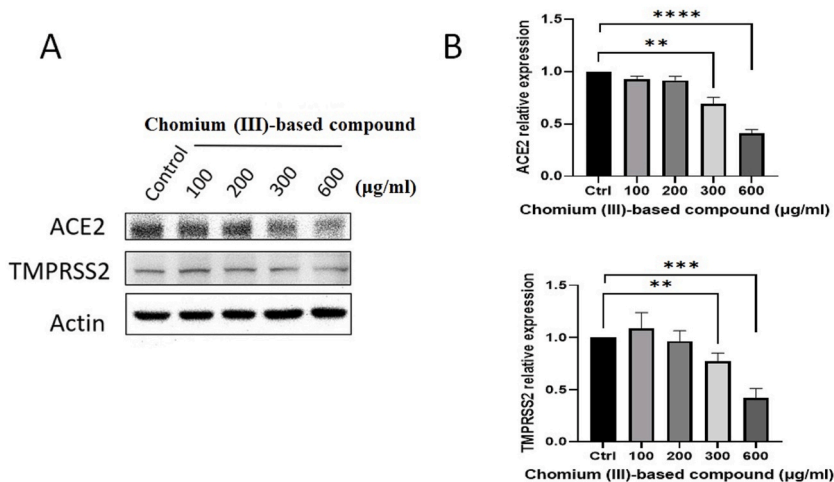 A
Chomium (III)-based compound
Control 100 200 300 600 (µg/ml)
ACE2
TMPRSS2
Actin
B
****
**
ACE2 relative expression
1.5
1.0
0.5
0.0
Ctrl 100 200 300 600
Chomium (III)-based compound (µg/ml)
***
**
TMPRSS2 relative expression
1.5
1.0
0.5
0.0
Ctrl 100 200 300 600
Chomium (III)-based compound (µg/ml)